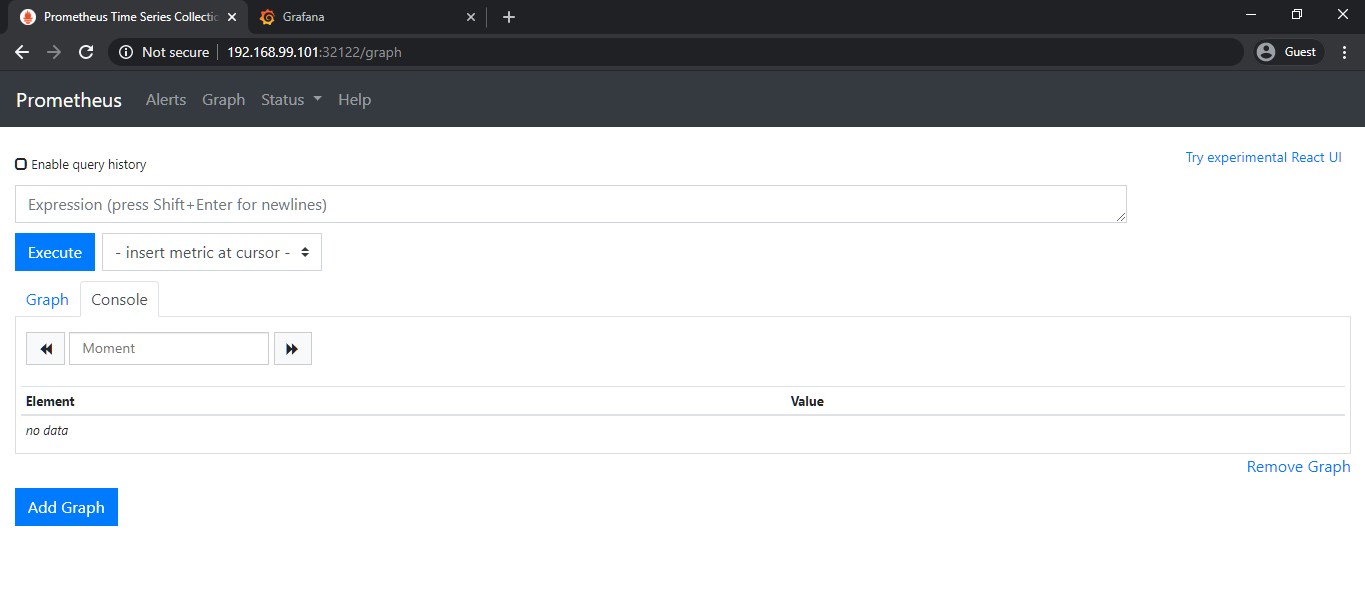 Prometheus Time Series Collectio
Grafana
Not secure 192.168.99.101:32122/graph
Guest
Prometheus Alerts Graph Status Help
Enable query history
Try experimental React UI
Expression (press Shift+Enter for newlines)
Execute - insert metric at cursor -
Graph Console
Moment
Element Value
no data
Remove Graph
Add Graph